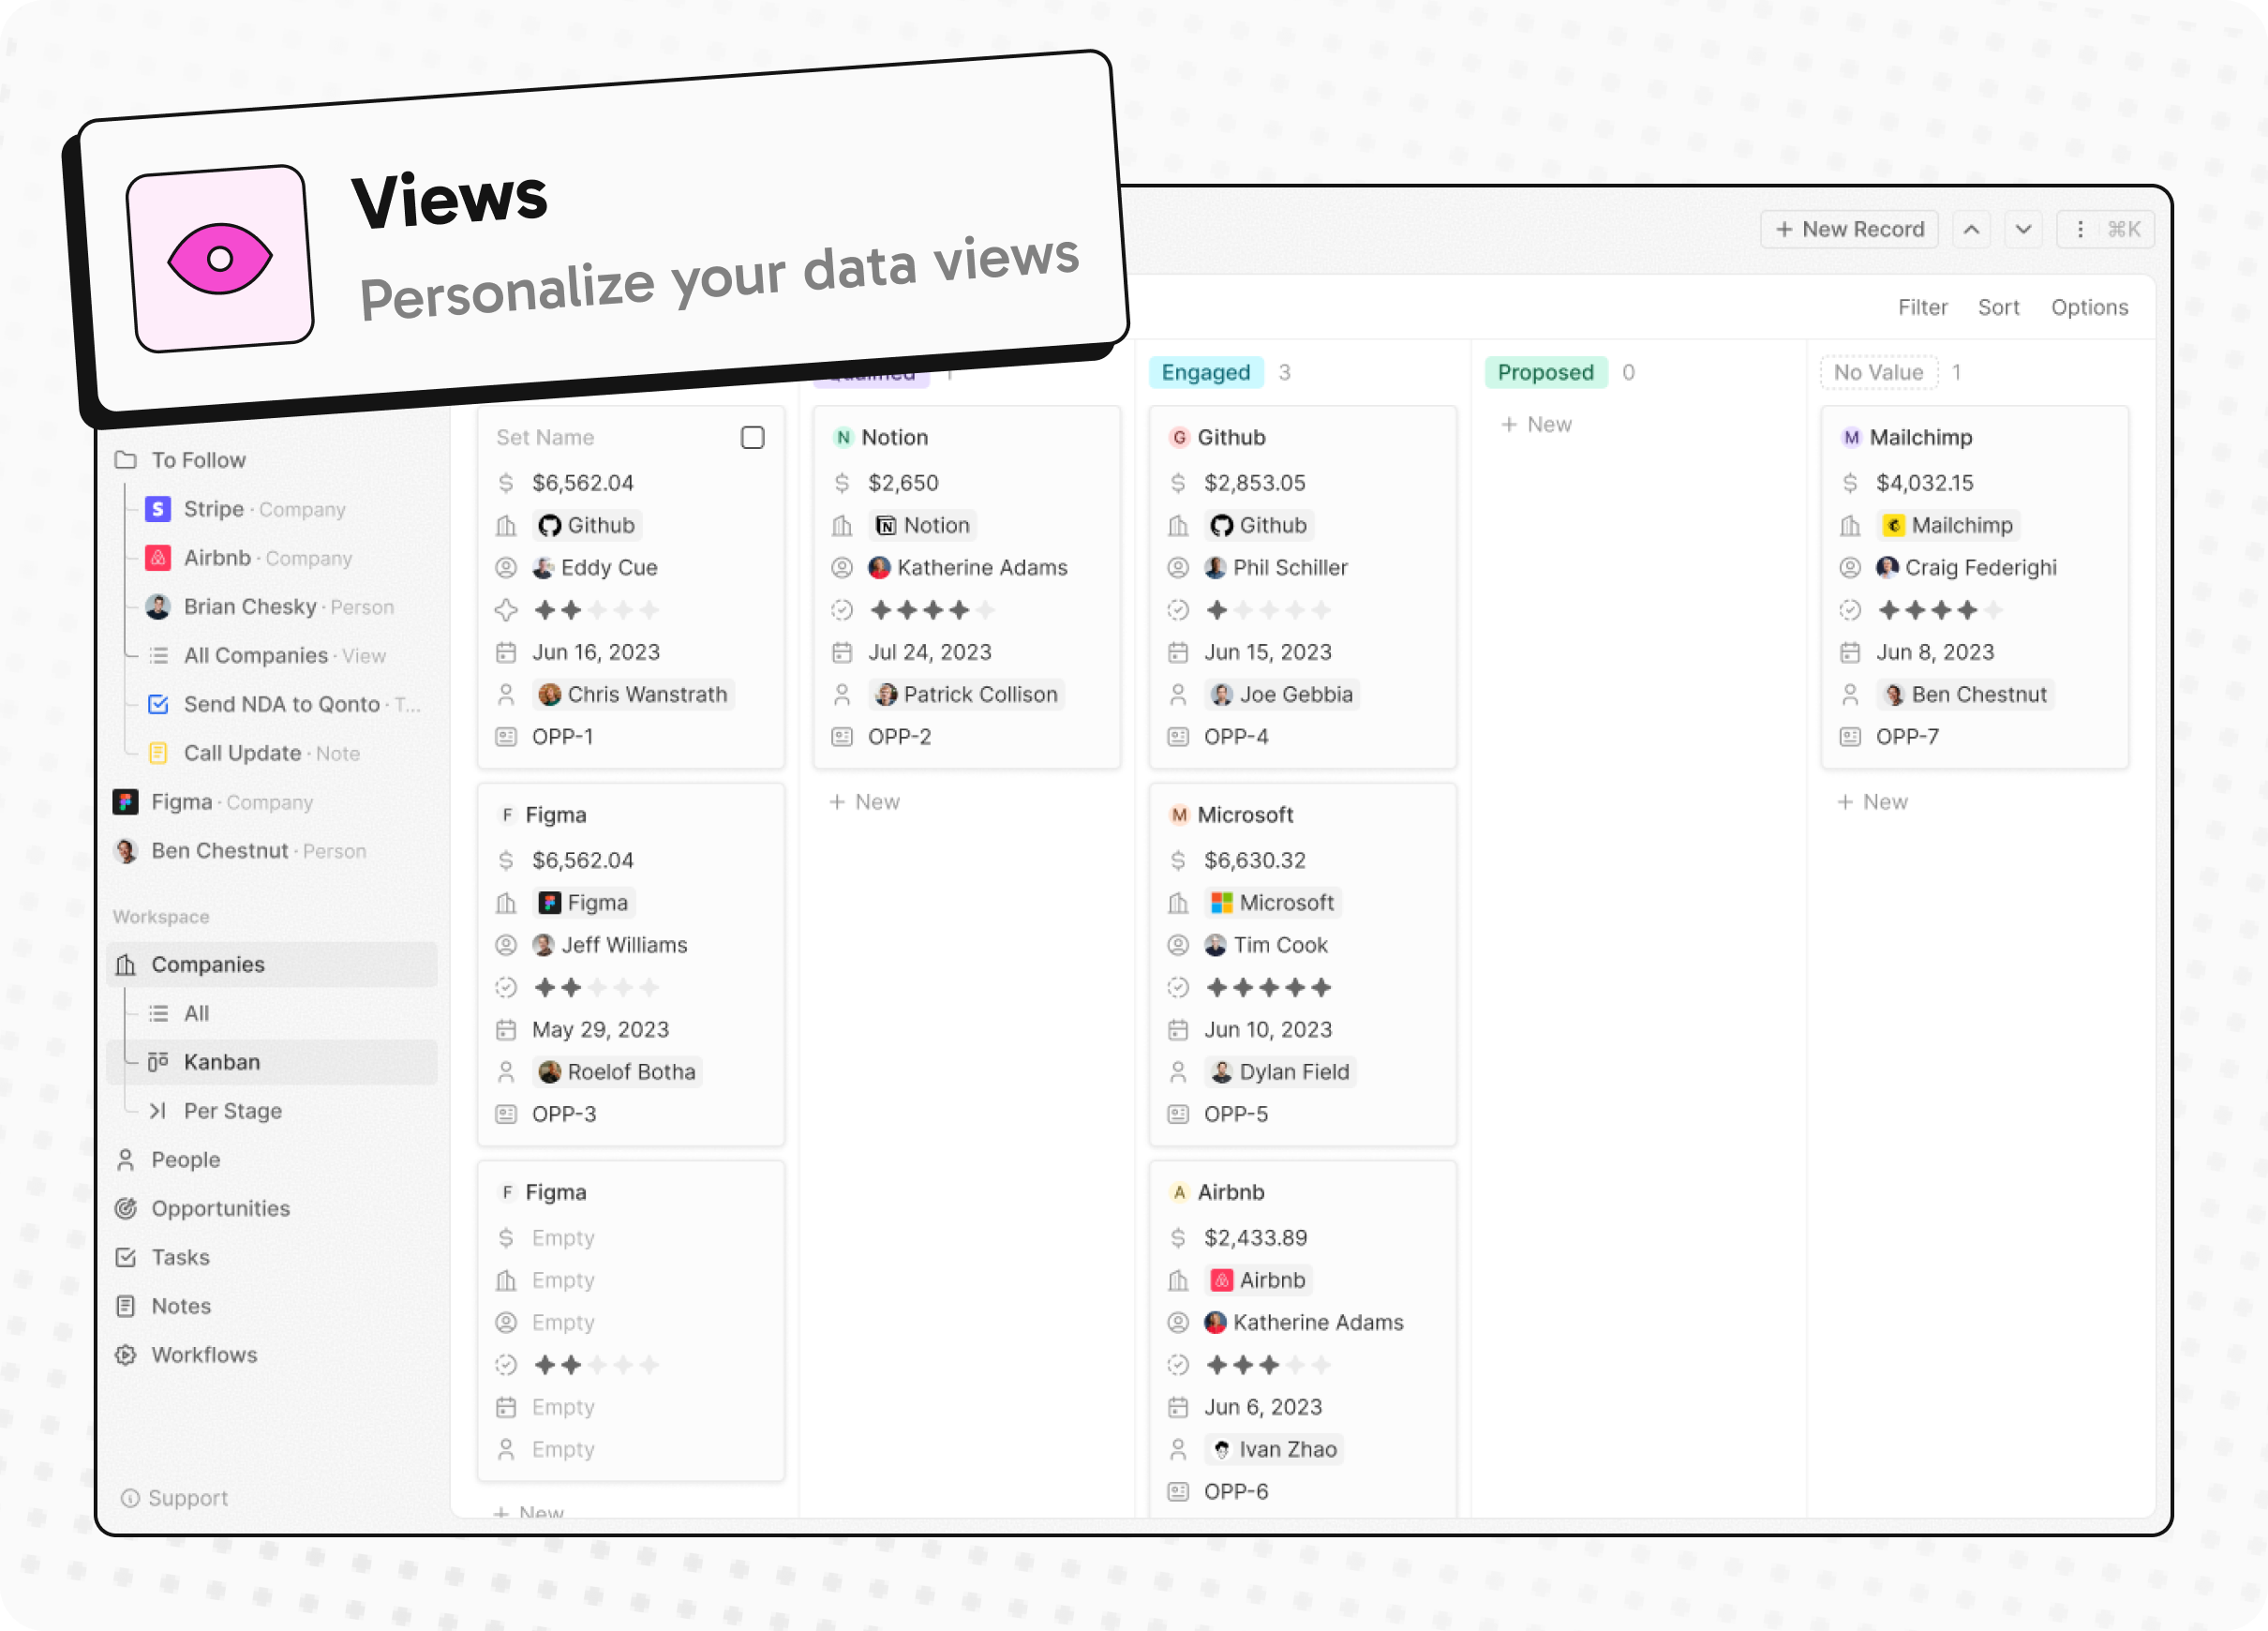 Views
Personalize your data views
New Record
⌘K
Filter
Sort
Options
To Follow
Stripe · Company
Airbnb · Company
Brian Chesky · Person
All Companies · View
Send NDA to Qonto · T...
Call Update · Note
Figma · Company
Ben Chestnut · Person
Workspace
Companies
All
Kanban
Per Stage
People
Opportunities
Tasks
Notes
Workflows
Support
Set Name
$6,562.04
Github
Eddy Cue
Jun 16, 2023
Chris Wanstrath
OPP-1
F Figma
$6,562.04
Figma
Jeff Williams
May 29, 2023
Roelof Botha
OPP-3
F Figma
Empty
Empty
Empty
Empty
Empty
+ New
Qualified 1
N Notion
$2,650
Notion
Katherine Adams
Jul 24, 2023
Patrick Collison
OPP-2
+ New
Engaged 3
G Github
$2,853.05
Github
Phil Schiller
Jun 15, 2023
Joe Gebbia
OPP-4
M Microsoft
$6,630.32
Microsoft
Tim Cook
Jun 10, 2023
Dylan Field
OPP-5
A Airbnb
$2,433.89
Airbnb
Katherine Adams
Jun 6, 2023
Ivan Zhao
OPP-6
Proposed 0
+ New
No Value 1
M Mailchimp
$4,032.15
Mailchimp
Craig Federighi
Jun 8, 2023
Ben Chestnut
OPP-7
+ New